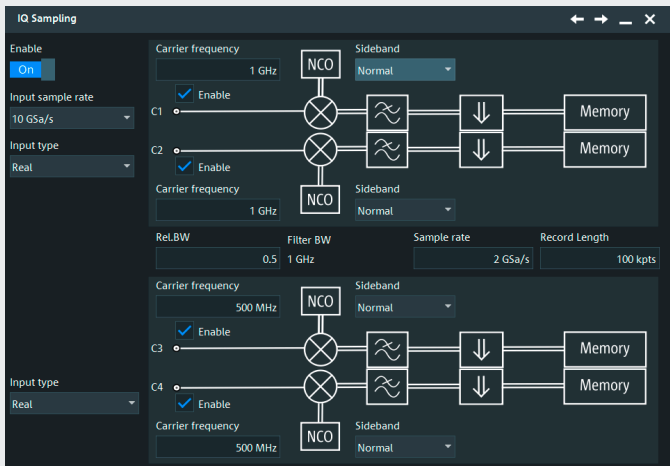 IQ Sampling
Enable
On
Input sample rate
10 GSa/s
Input type
Real
Carrier frequency
1 GHz
NCO
Sideband
Normal
Enable
C1
Memory
C2
Memory
Enable
Carrier frequency
1 GHz
NCO
Sideband
Normal
Rel.BW
0.5
Filter BW
1 GHz
Sample rate
2 GSa/s
Record Length
100 kpts
Carrier frequency
500 MHz
NCO
Sideband
Normal
Enable
C3
Memory
Input type
Real
C4
Memory
Enable
Carrier frequency
500 MHz
NCO
Sideband
Normal